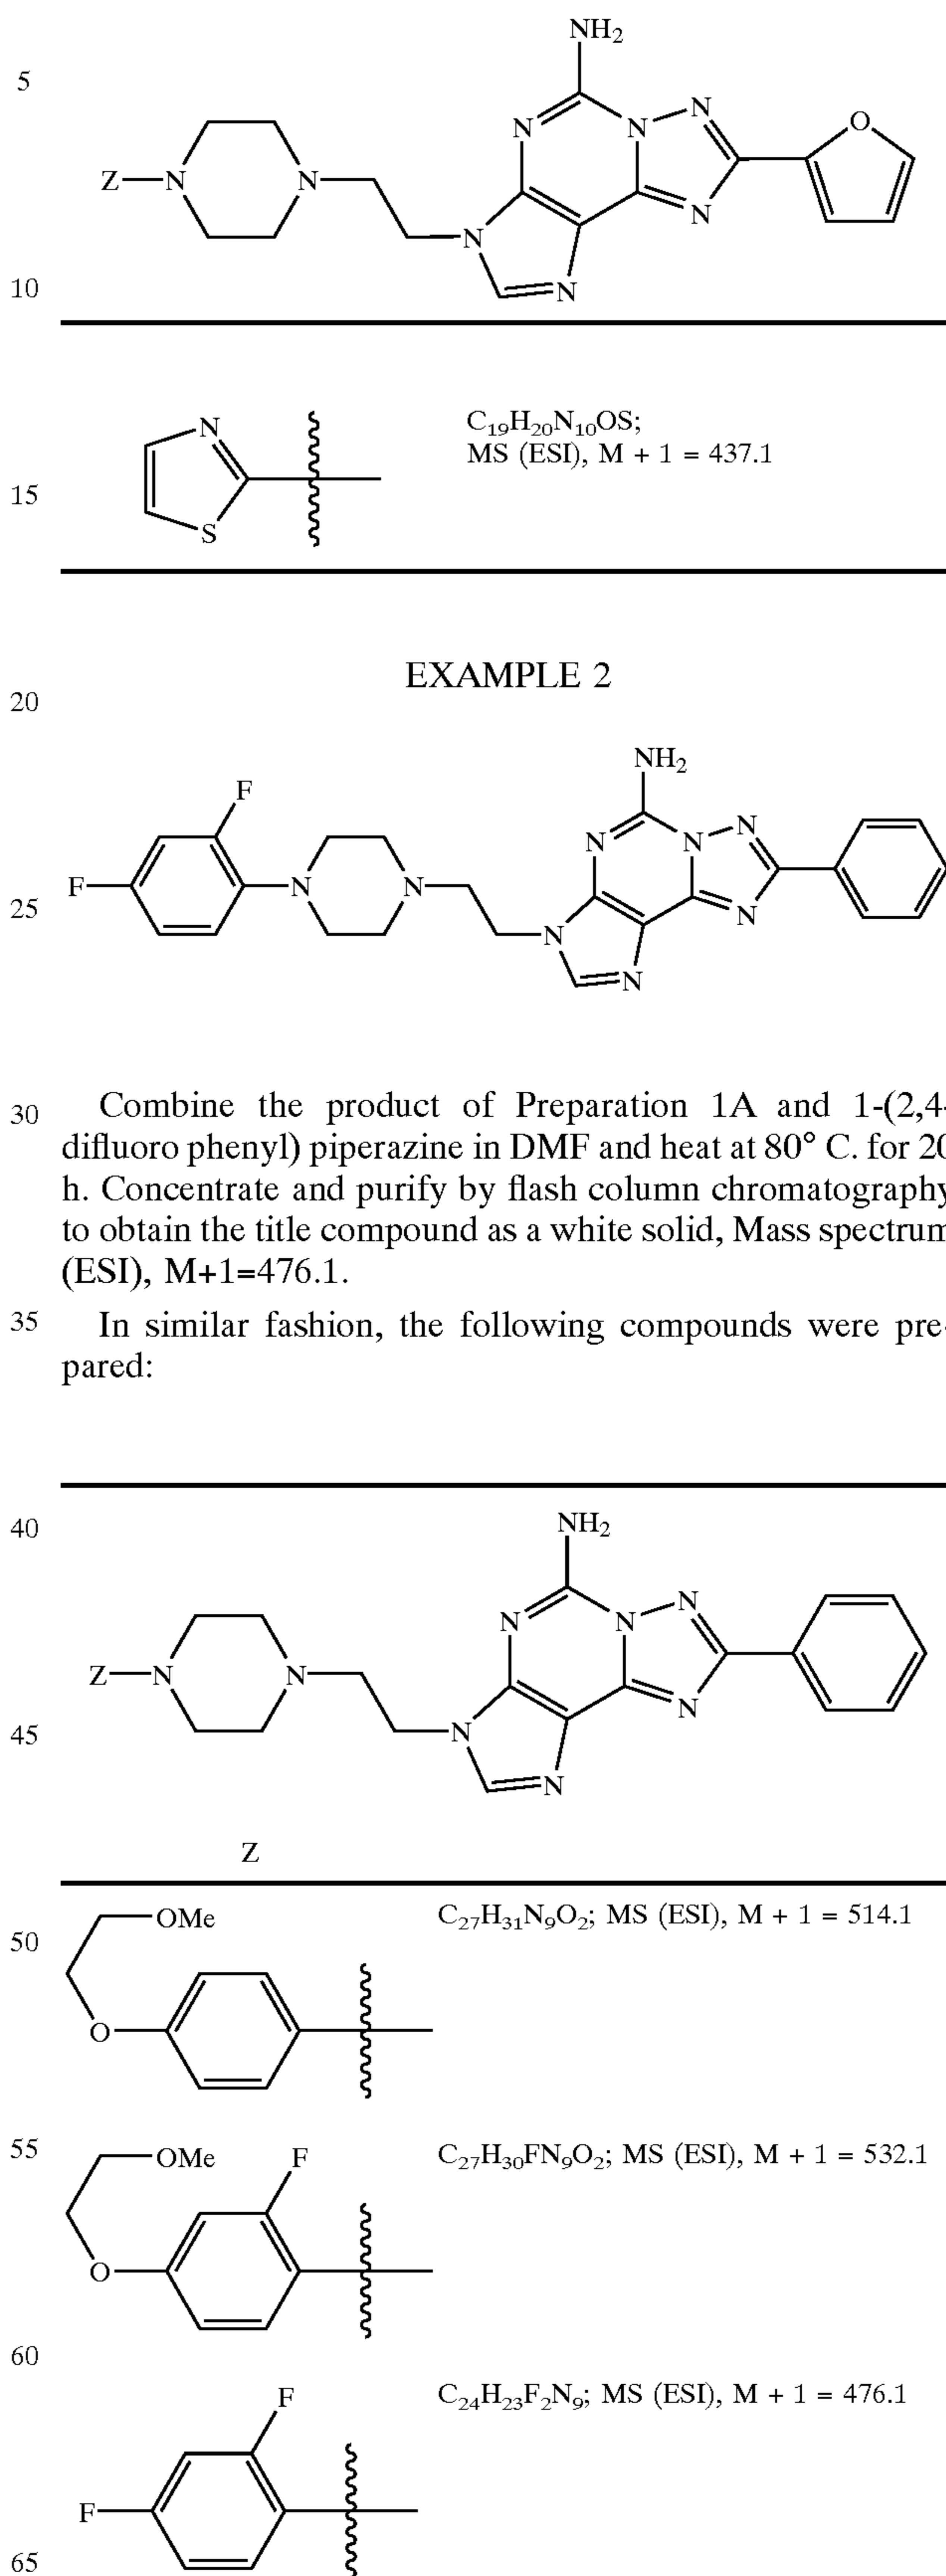 NH₂
5
N
N
N
O
Z
N
N
N
N
10
N
N
C₁₉H₂₀N₁₀OS;
MS (ESI), M + 1 = 437.1
15
S
EXAMPLE 2
20
NH₂
F
N
N
N
F
N
N
25
N
N
N
30
Combine the product of Preparation 1A and 1-(2,4-
difluoro phenyl) piperazine in DMF and heat at 80° C. for 20
h. Concentrate and purify by flash column chromatography
to obtain the title compound as a white solid, Mass spectrum
(ESI), M+1=476.1.
35
In similar fashion, the following compounds were pre-
pared:
40
NH₂
N
N
N
Z
N
N
N
45
N
N
Z
OMe
C₂₇H₃₁N₉O₂; MS (ESI), M + 1 = 514.1
50
O
55
OMe
F
C₂₇H₃₀FN₉O₂; MS (ESI), M + 1 = 532.1
O
60
F
C₂₄H₂₃F₂N₉; MS (ESI), M + 1 = 476.1
F
65